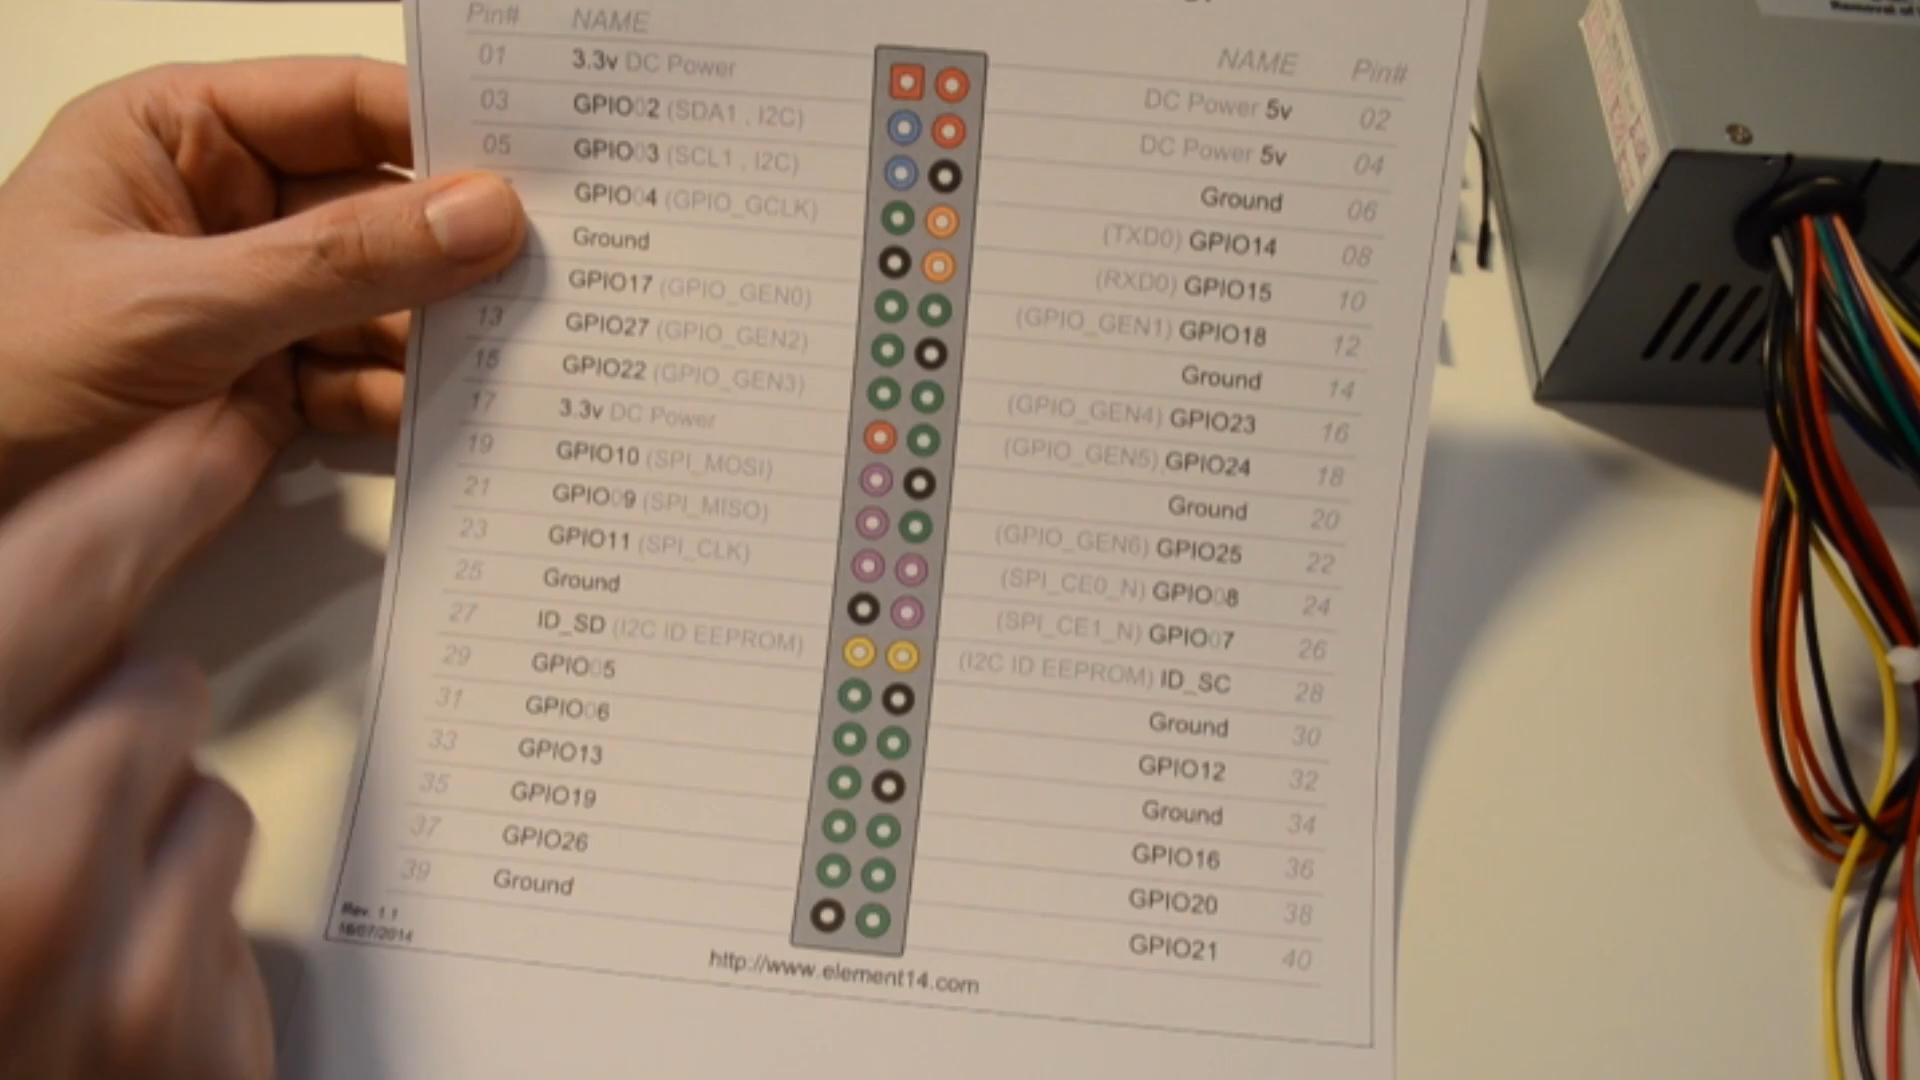 Pin# NAME
NAME Pin#
01 3.3v DC Power
DC Power 5v 02
03 GPIO02 (SDA1 , I2C)
DC Power 5v 04
05 GPIO03 (SCL1 , I2C)
Ground 06
GPIO04 (GPIO_GCLK)
(TXD0) GPIO14 08
Ground
(RXD0) GPIO15 10
GPIO17 (GPIO_GEN0)
(GPIO_GEN1) GPIO18 12
13 GPIO27 (GPIO_GEN2)
Ground 14
15 GPIO22 (GPIO_GEN3)
(GPIO_GEN4) GPIO23 16
17 3.3v DC Power
(GPIO_GEN5) GPIO24 18
19 GPIO10 (SPI_MOSI)
Ground 20
21 GPIO09 (SPI_MISO)
(GPIO_GEN6) GPIO25 22
23 GPIO11 (SPI_CLK)
(SPI_CE0_N) GPIO08 24
25 Ground
(SPI_CE1_N) GPIO07 26
27 ID_SD (I2C ID EEPROM)
(I2C ID EEPROM) ID_SC 28
29 GPIO05
Ground 30
31 GPIO06
GPIO12 32
33 GPIO13
Ground 34
35 GPIO19
GPIO16 36
37 GPIO26
GPIO20 38
39 Ground
GPIO21 40
Rev. 1.1
16/07/2014
http://www.element14.com
Removal of